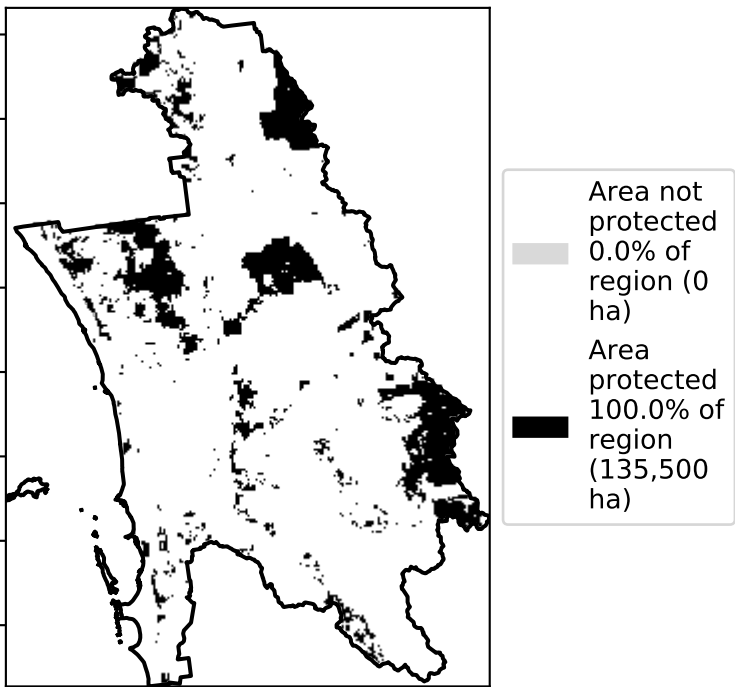 Area not
protected
0.0% of
region (0
ha)
Area
protected
100.0% of
region
(135,500
ha)